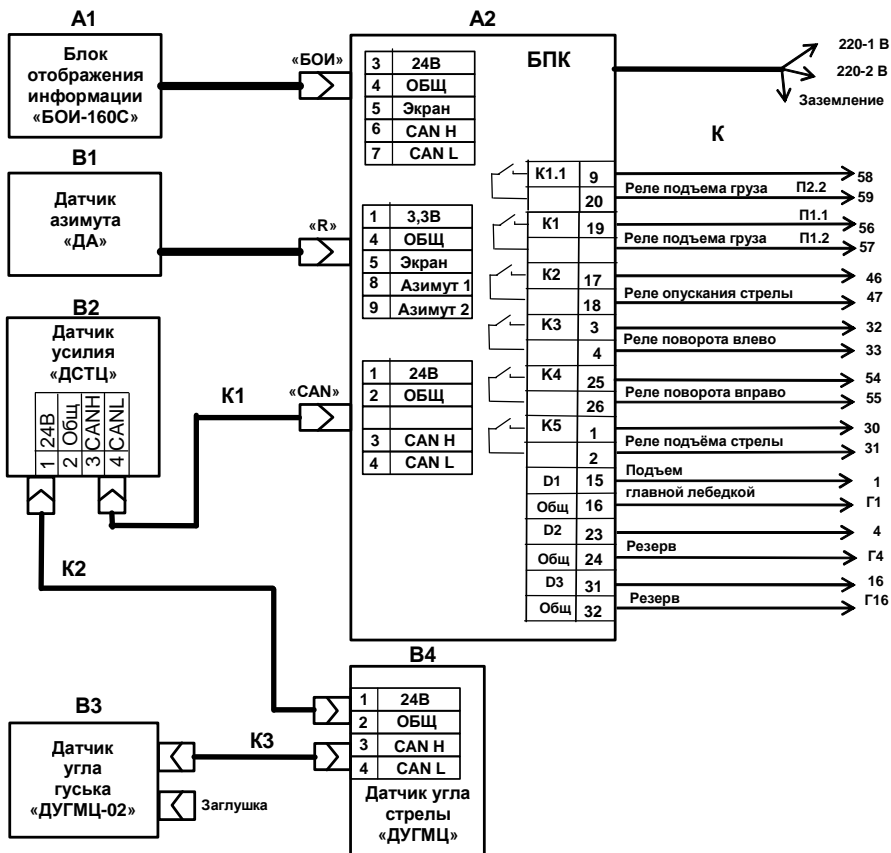 А1
Блок
отображения
информации
«БОИ-160С»
В1
Датчик
азимута
«ДА»
В2
Датчик
усилия
«ДСТЦ»
1 24В
2 Общ
3 CANH
4 CANL
К1
К2
В3
Датчик
угла
гуська
«ДУГМЦ-02»
К3
Заглушка
«БОИ»
«R»
«CAN»
А2
БПК
3 24В
4 ОБЩ
5 Экран
6 CAN H
7 CAN L
1 3,3В
4 ОБЩ
5 Экран
8 Азимут 1
9 Азимут 2
1 24В
2 ОБЩ
3 CAN H
4 CAN L
К1.1 9
20
К1 19
К2 17
18
К3 3
4
К4 25
26
К5 1
2
D1 15
Общ 16
D2 23
Общ 24
D3 31
Общ 32
220-1 В
220-2 В
Заземление
К
58
Реле подъема груза П2.2 59
П1.1 56
Реле подъема груза П1.2 57
46
Реле опускания стрелы 47
32
Реле поворота влево 33
54
Реле поворота вправо 55
30
Реле подъёма стрелы 31
Подъем 1
главной лебедкой Г1
4
Резерв Г4
16
Резерв Г16
В4
1 24В
2 ОБЩ
3 CAN H
4 CAN L
Датчик угла
стрелы
«ДУГМЦ»